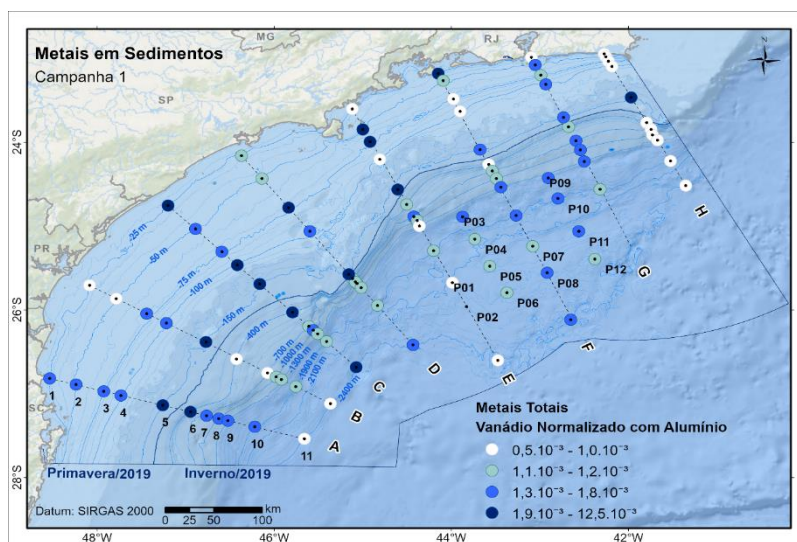 MG
RJ
Metais em Sedimentos
Campanha 1
SP
24°S
24°S
PR
-25 m
-50 m
-75 m
-100 m
-150 m
-400 m
-700 m
-1000 m
-1300 m
-1900 m
-2100 m
-2400 m
26°S
26°S
P09
P10
P03
P04
P07
P11
P05
P08
P12
P01
P06
P02
H
G
F
E
D
C
B
A
SC
1
2
3
4
5
6
7
8
9
10
11
Primavera/2019
Inverno/2019
Metais Totais
Vanádio Normalizado com Alumínio
0,5.10⁻³ - 1,0.10⁻³
1,1.10⁻³ - 1,2.10⁻³
1,3.10⁻³ - 1,8.10⁻³
1,9.10⁻³ - 12,5.10⁻³
28°S
28°S
Datum: SIRGAS 2000
km
0 25 50 100
48°W
46°W
44°W
42°W